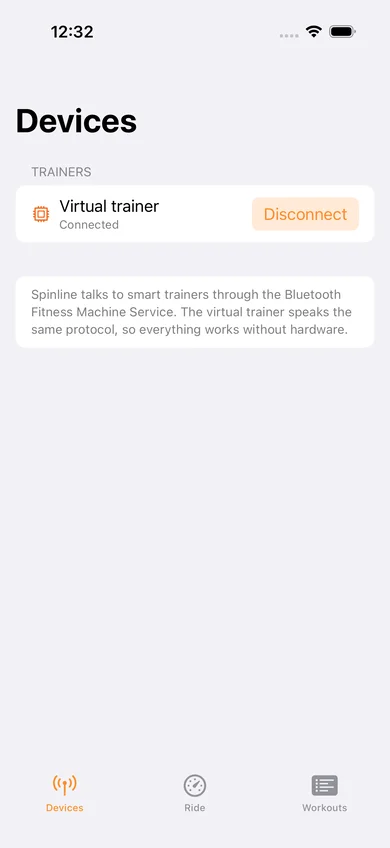 12:32
Devices
TRAINERS
Virtual trainer
Connected
Disconnect
Spinline talks to smart trainers through the Bluetooth
Fitness Machine Service. The virtual trainer speaks the
same protocol, so everything works without hardware.
Devices
Ride
Workouts